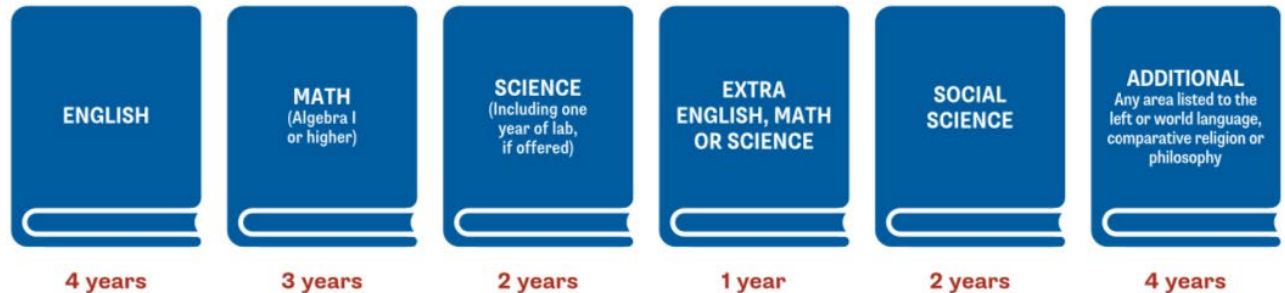 ENGLISH
MATH
(Algebra I
or higher)
SCIENCE
(Including one
year of lab,
if offered)
EXTRA
ENGLISH, MATH
OR SCIENCE
SOCIAL
SCIENCE
ADDITIONAL
Any area listed to the
left or world language,
comparative religion or
philosophy
4 years
3 years
2 years
1 year
2 years
4 years